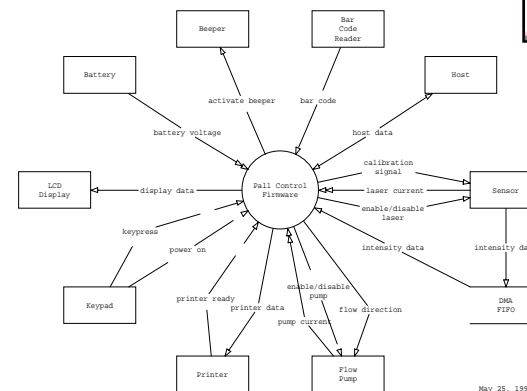 Beeper
Bar
Code
Reader
Battery
Host
activate beeper
bar code
battery voltage
host data
calibration
signal
LCD
Display
display data
Pall Control
Firmware
laser current
Sensor
enable/disable
laser
keypress
power on
intensity data
intensity da
Keypad
printer ready
printer data
enable/disable
pump
pump current
flow direction
DMA
FIFO
Printer
Flow
Pump
May 25, 199